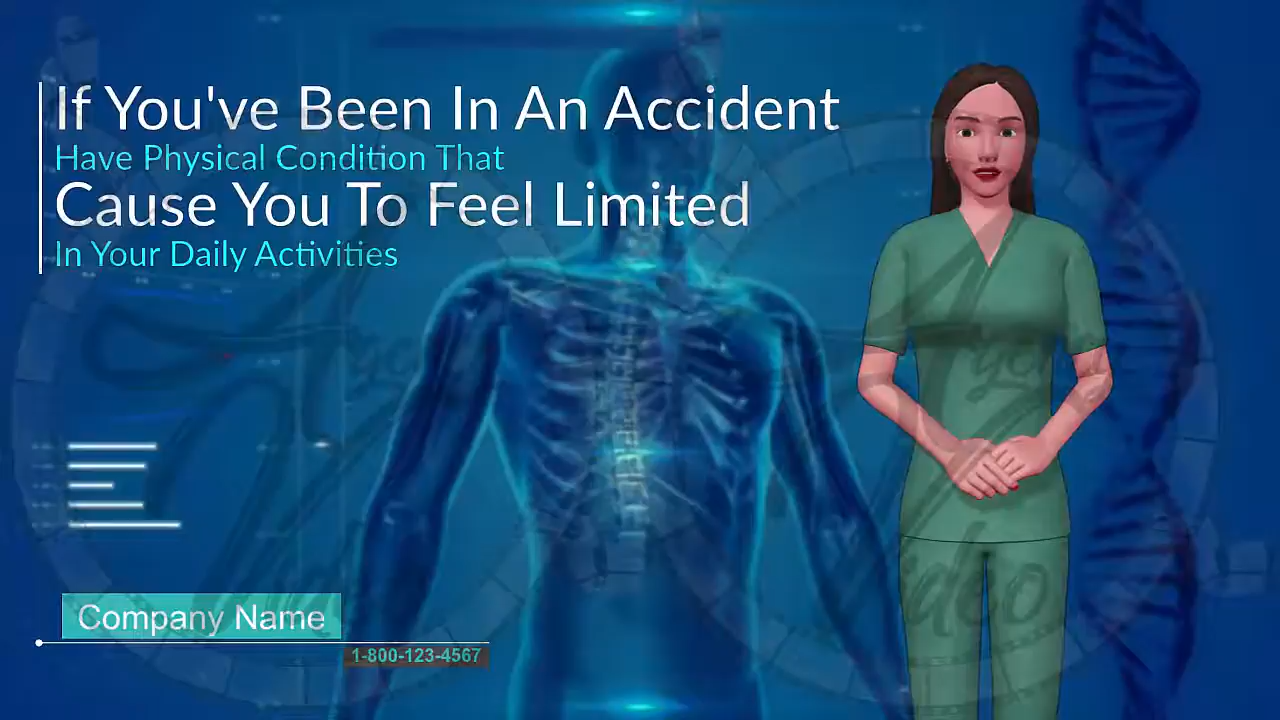 If You've Been In An Accident
Have Physical Condition That
Cause You To Feel Limited
In Your Daily Activities
Company Name
1-800-123-4567